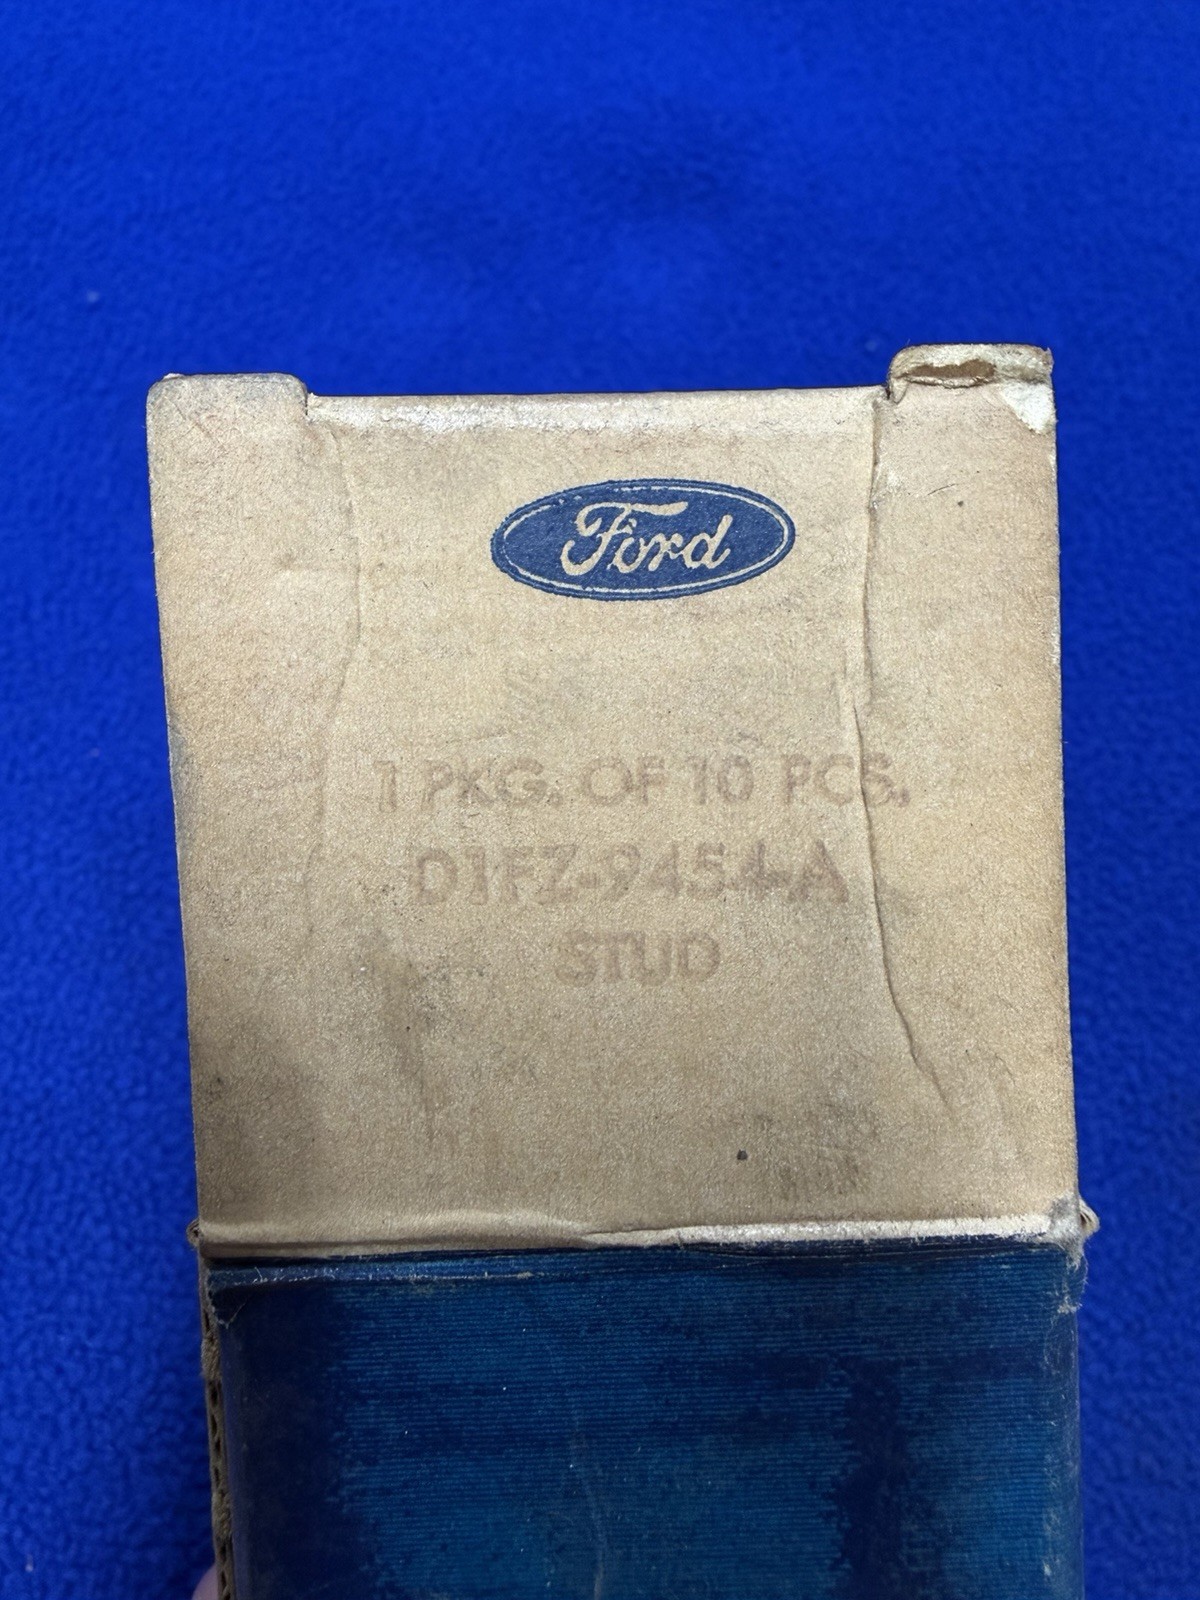 Ford
1 PKG. OF 10 PCS.
D1FZ-9454-A
STUD